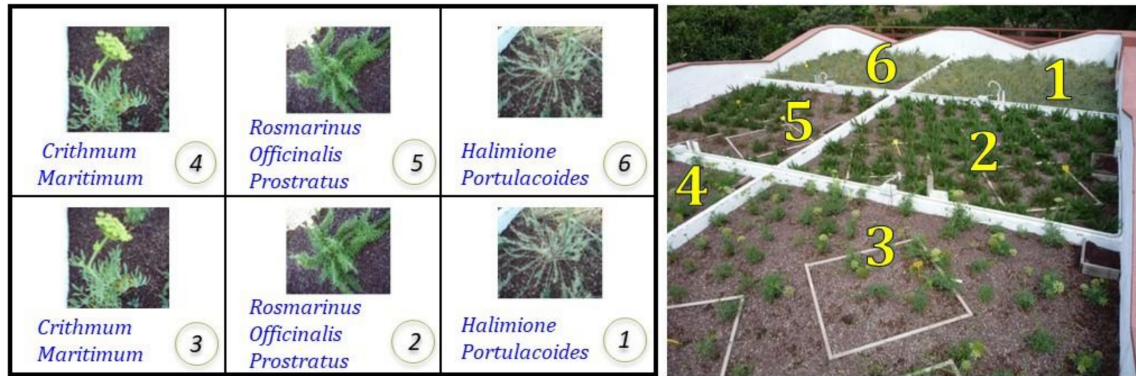 Crithmum
Maritimum
4
Rosmarinus
Officinalis
Prostratus
5
Halimione
Portulacoides
6
Crithmum
Maritimum
3
Rosmarinus
Officinalis
Prostratus
2
Halimione
Portulacoides
1
6
1
5
2
4
3